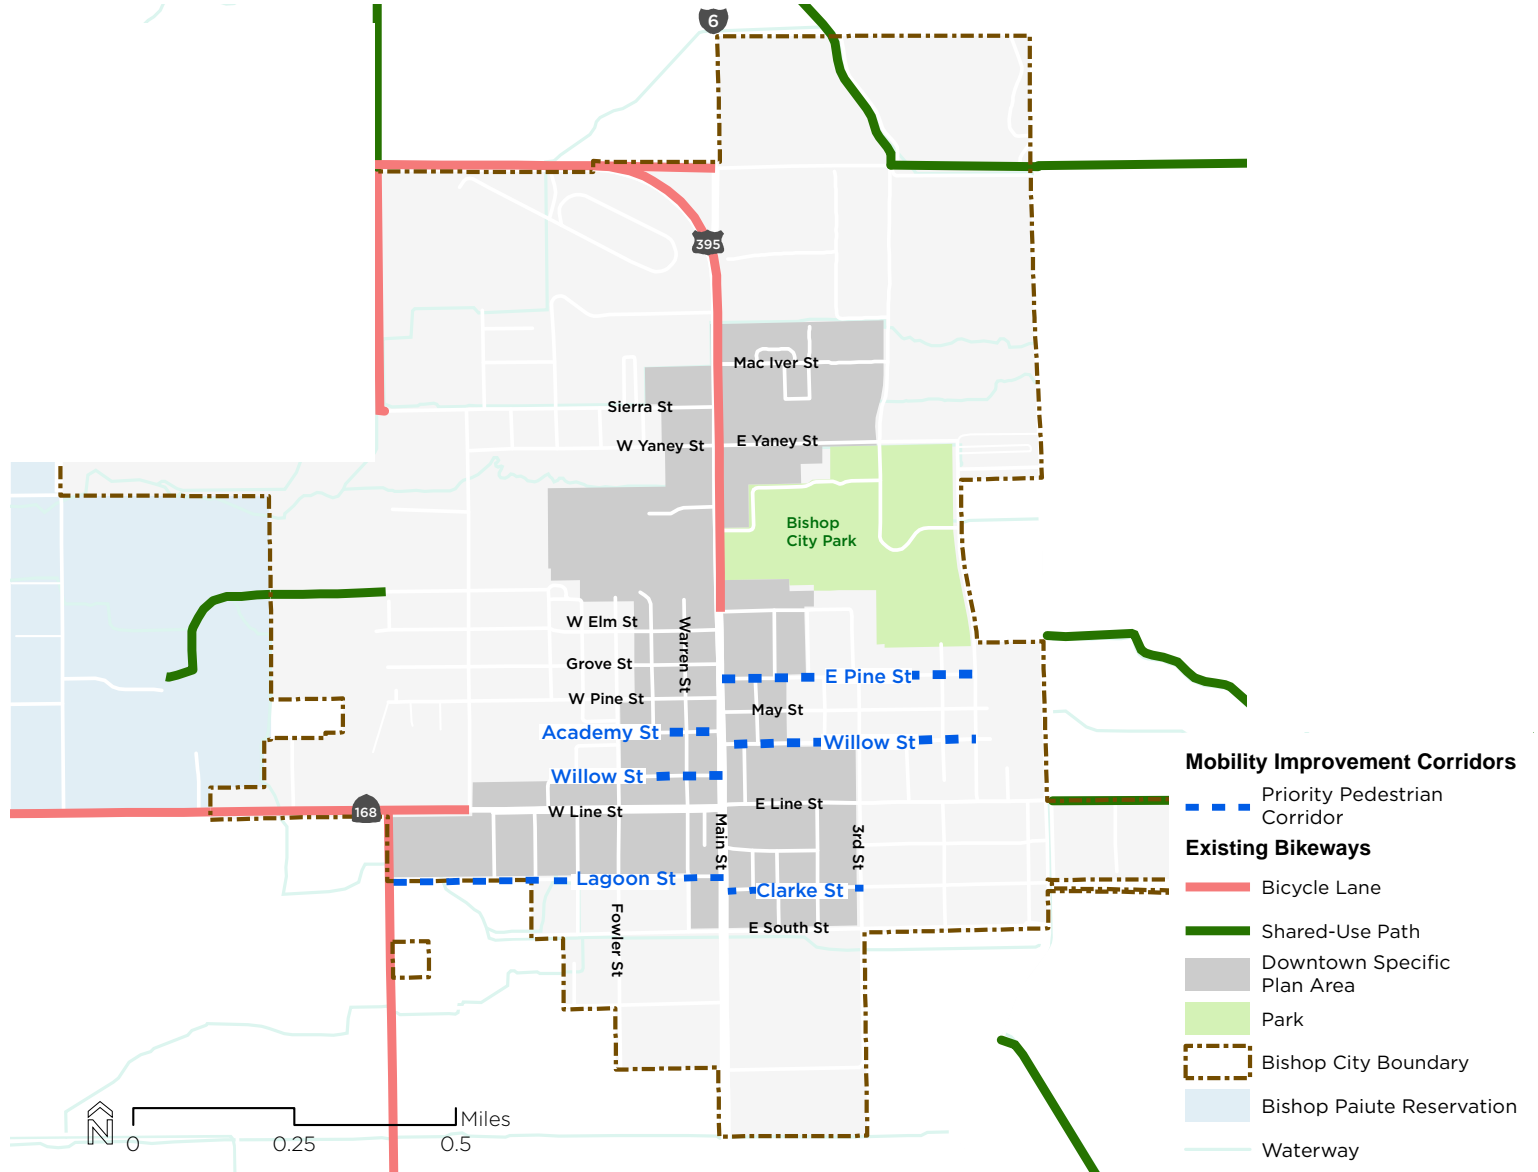 6
395
Mac Iver St
Sierra St
W Yaney St
E Yaney St
Bishop
City Park
W Elm St
Warren St
Grove St
E Pine St
W Pine St
May St
Academy St
Willow St
Willow St
168
W Line St
E Line St
Main St
3rd St
Lagoon St
Clarke St
Fowler St
E South St
Mobility Improvement Corridors
Priority Pedestrian
Corridor
Existing Bikeways
Bicycle Lane
Shared-Use Path
Downtown Specific
Plan Area
Park
Bishop City Boundary
Bishop Paiute Reservation
Waterway
N
Miles
0 0.25 0.5